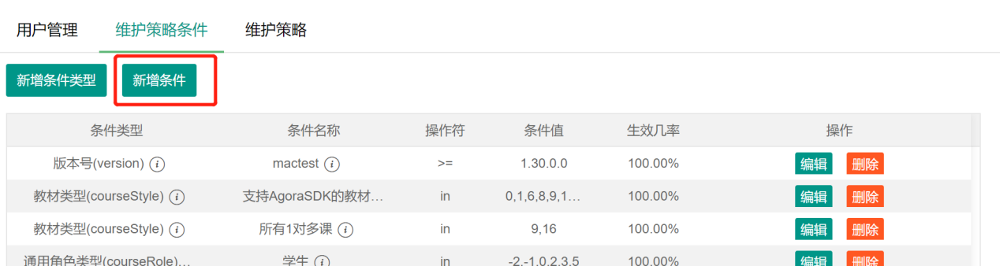 用户管理 维护策略条件 维护策略
新增条件类型 新增条件
条件类型 条件名称 操作符 条件值 生效几率 操作
版本号(version) mactest >= 1.30.0.0 100.00% 编辑 删除
教材类型(courseStyle) 支持AgoraSDK的教材... in 0,1,6,8,9,1... 100.00% 编辑 删除
教材类型(courseStyle) 所有1对多课 in 9,16 100.00% 编辑 删除
通用角色类型(courseRole)... 学生 in -2,-1,0,2,3,5 100.00% 编辑 删除